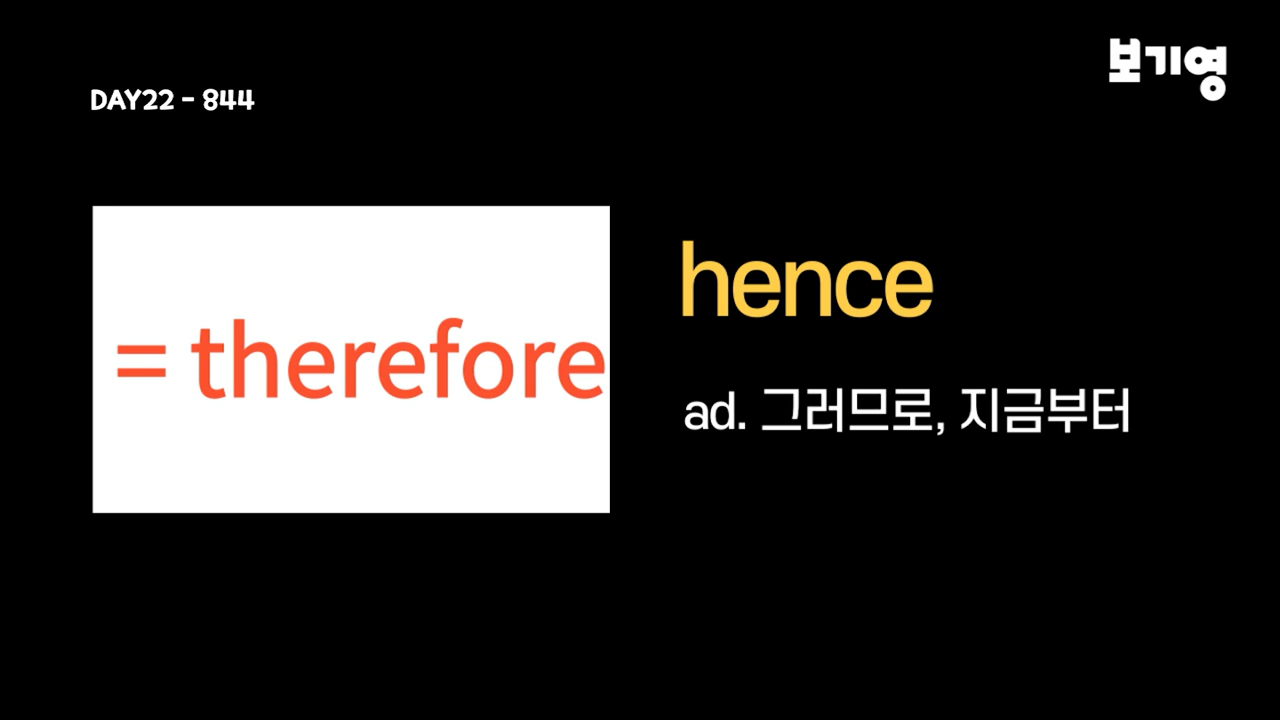 보기영
DAY22 - 844
= therefore
hence
ad. 그러므로, 지금부터